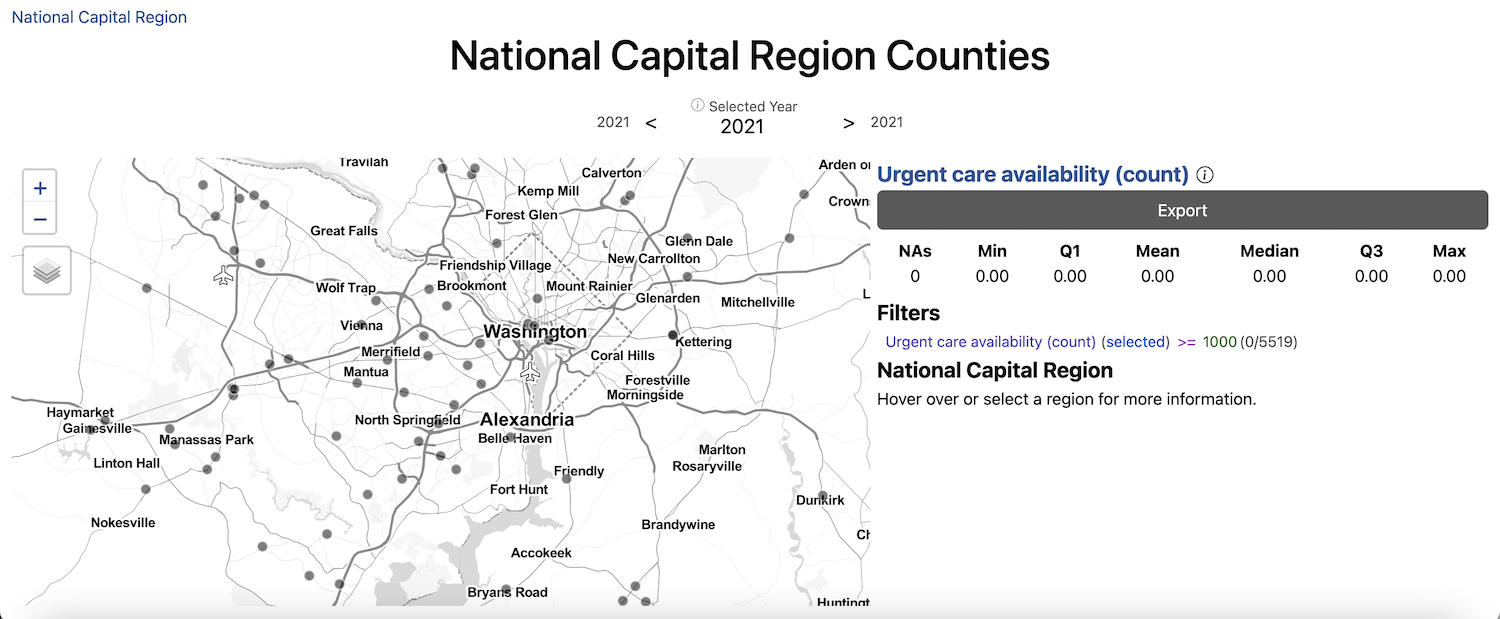 National Capital Region
National Capital Region Counties
Selected Year
2021 < 2021 > 2021
Travilah
Arden o
Calverton
Kemp Mill
Crown
Forest Glen
Great Falls
Glenn Dale
New Carrollton
Friendship Village
Wolf Trap
Brookmont
Mount Rainier
Glenarden
Mitchellville
L
Vienna
Washington
Kettering
Merrifield
Coral Hills
Mantua
Forestville
Morningside
Haymarket
North Springfield
Alexandria
Gainesville
Manassas Park
Belle Haven
Marlton
Linton Hall
Rosaryville
Friendly
Fort Hunt
Dunkirk
Nokesville
Brandywine
Ch
Accokeek
Bryans Road
Huntingt
+
−
Urgent care availability (count)
Export
NAs Min Q1 Mean Median Q3 Max
0 0.00 0.00 0.00 0.00 0.00 0.00
Filters
Urgent care availability (count) (selected) >= 1000 (0/5519)
National Capital Region
Hover over or select a region for more information.